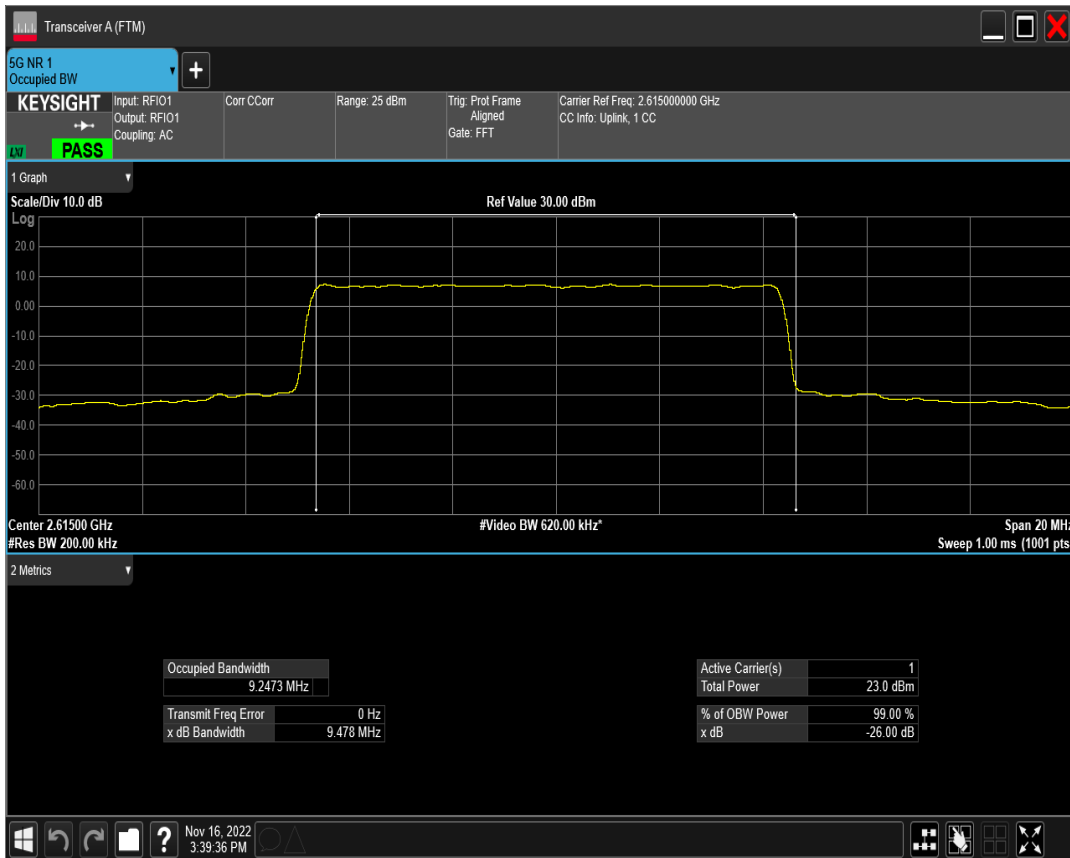 Transceiver A (FTM)
5G NR 1
Occupied BW
+
KEYSIGHT
LXI
PASS
Input: RFIO1
Output: RFIO1
Coupling: AC
Corr CCorr
Range: 25 dBm
Trig: Prot Frame
Aligned
Gate: FFT
Carrier Ref Freq: 2.615000000 GHz
CC Info: Uplink, 1 CC
1 Graph
Scale/Div 10.0 dB
Ref Value 30.00 dBm
Log
20.0
10.0
0.00
-10.0
-20.0
-30.0
-40.0
-50.0
-60.0
Center 2.61500 GHz
#Video BW 620.00 kHz*
Span 20 MHz
#Res BW 200.00 kHz
Sweep 1.00 ms (1001 pts
2 Metrics
Occupied Bandwidth
9.2473 MHz
Transmit Freq Error 0 Hz
x dB Bandwidth 9.478 MHz
Active Carrier(s) 1
Total Power 23.0 dBm
% of OBW Power 99.00 %
x dB -26.00 dB
?
Nov 16, 2022
3:39:36 PM